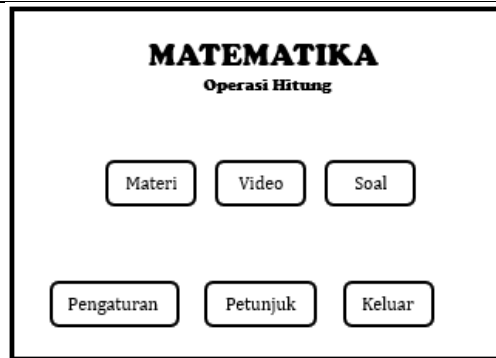 MATEMATIKA
Operasi Hitung
Materi Video Soal
Pengaturan Petunjuk Keluar